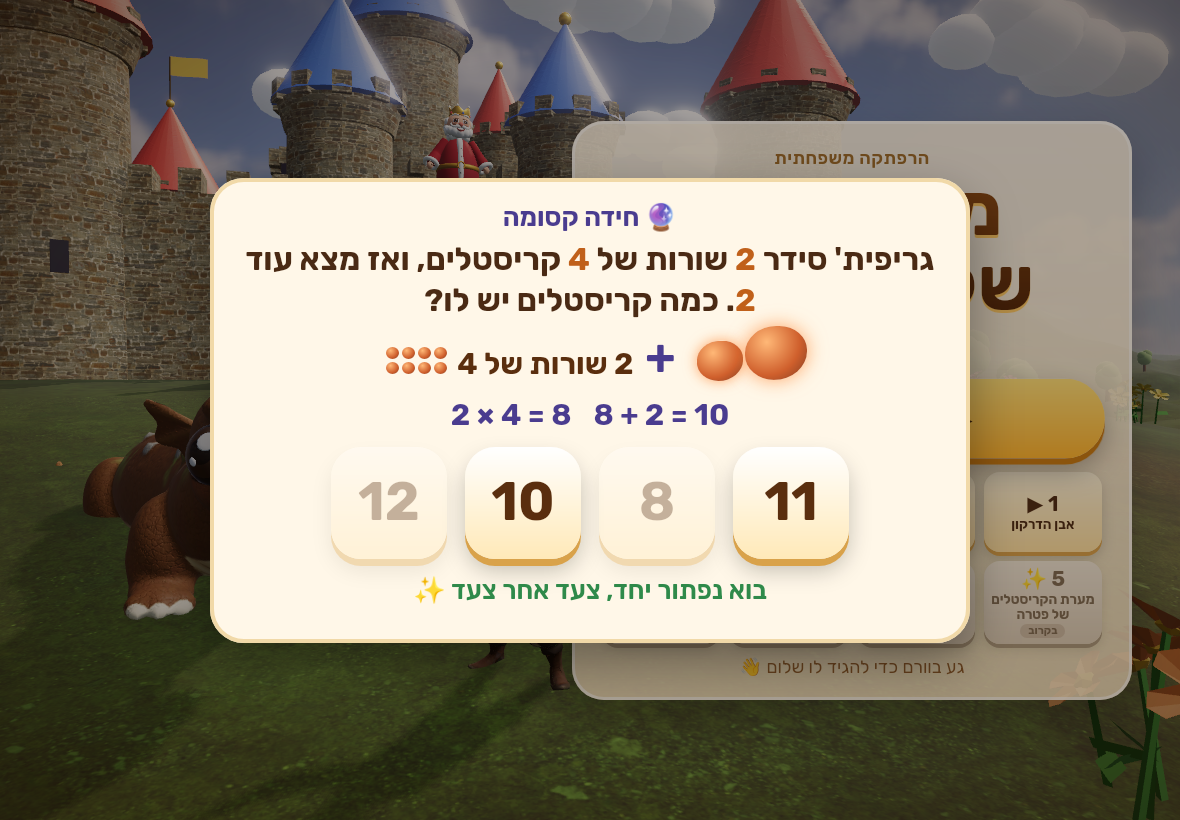 הרפתקה משפחתית
🔮 חידה קסומה
גריפית' סידר 2 שורות של 4 קריסטלים, ואז מצא עוד
2. כמה קריסטלים יש לו?
+ 2 שורות של 4
2 × 4 = 8   8 + 2 = 10
12 10 8 11
בוא נפתור יחד, צעד אחר צעד ✨
▶ 1
אבן הדרקון
5 ✨
מערת הקריסטלים
של פטרה
בקרוב
גע בוורם כדי להגיד לו שלום 👋